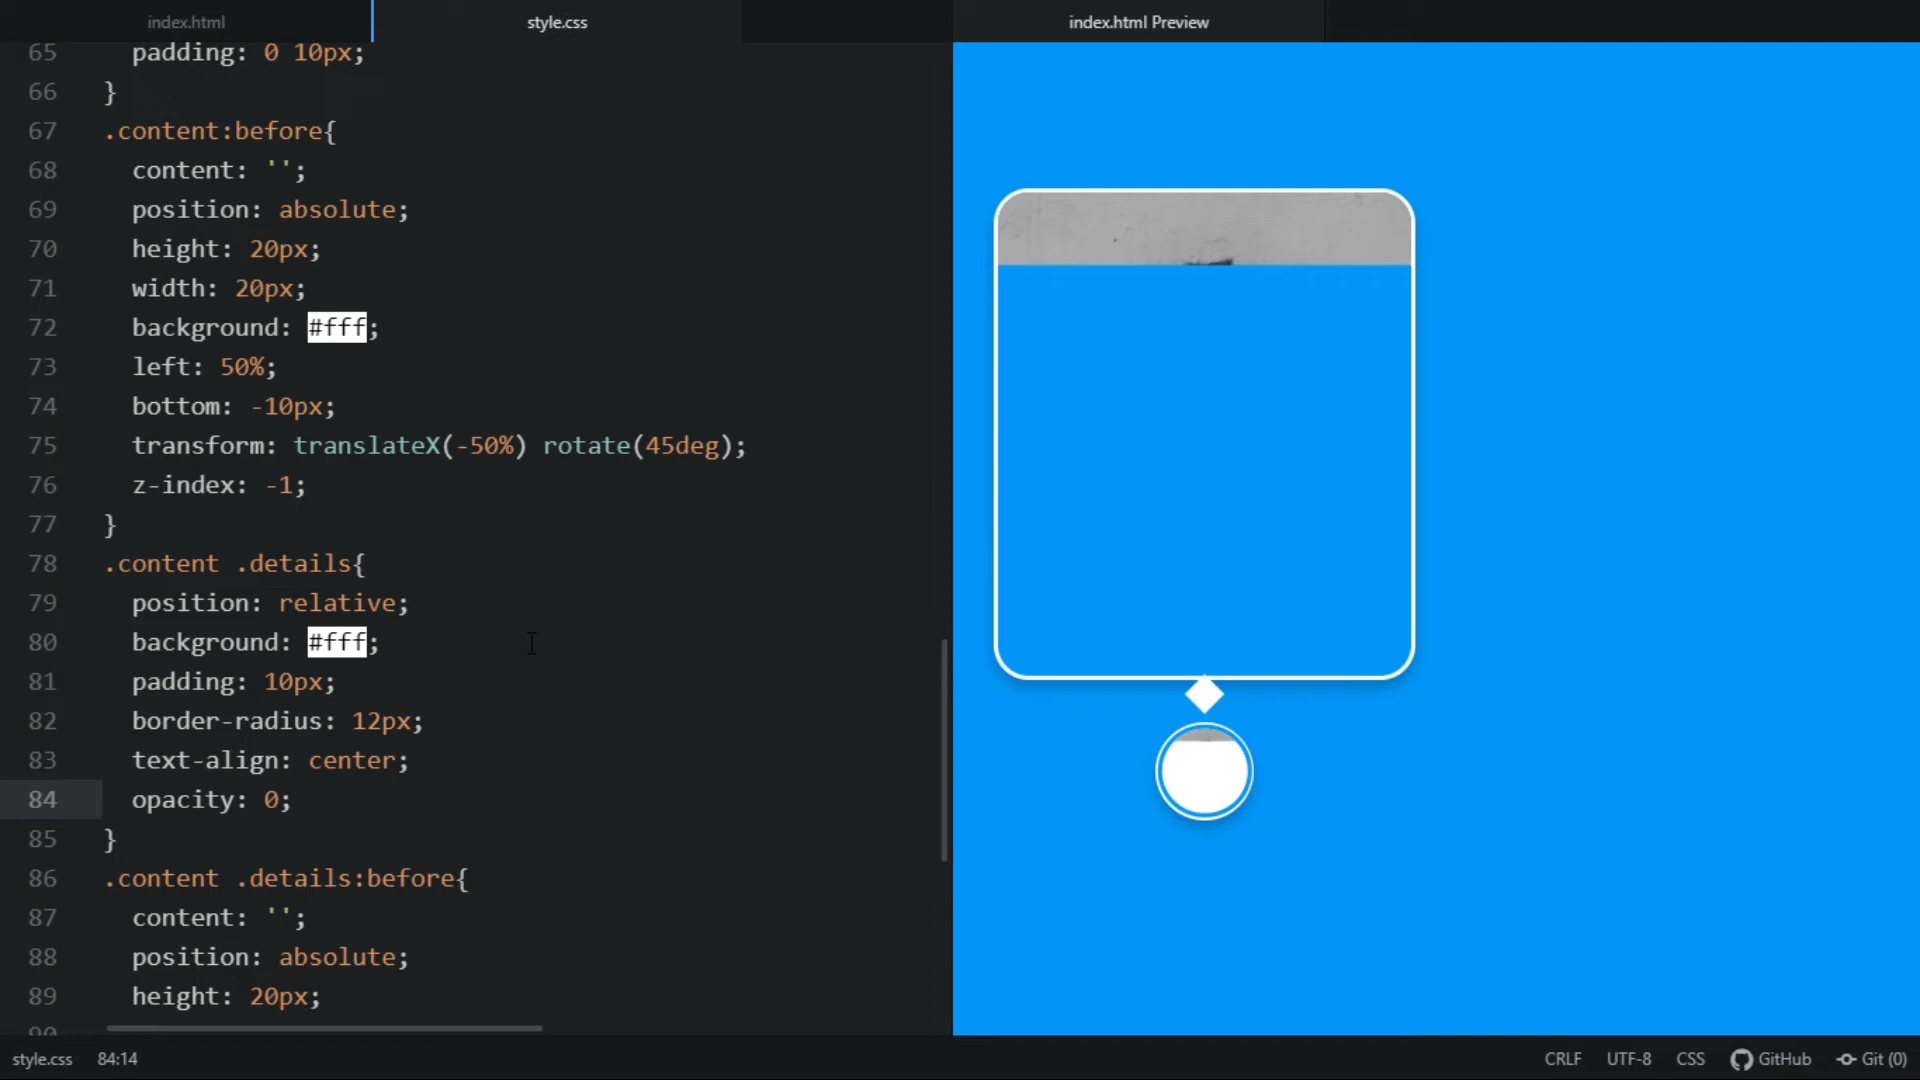 index.html
style.css
index.html Preview
65 padding: 0 10px;
66 }
67 .content:before{
68 content: '';
69 position: absolute;
70 height: 20px;
71 width: 20px;
72 background: #fff;
73 left: 50%;
74 bottom: -10px;
75 transform: translateX(-50%) rotate(45deg);
76 z-index: -1;
77 }
78 .content .details{
79 position: relative;
80 background: #fff;
81 padding: 10px;
82 border-radius: 12px;
83 text-align: center;
84 opacity: 0;
85 }
86 .content .details:before{
87 content: '';
88 position: absolute;
89 height: 20px;
90
style.css 84:14 CRLF UTF-8 CSS GitHub Git (0)